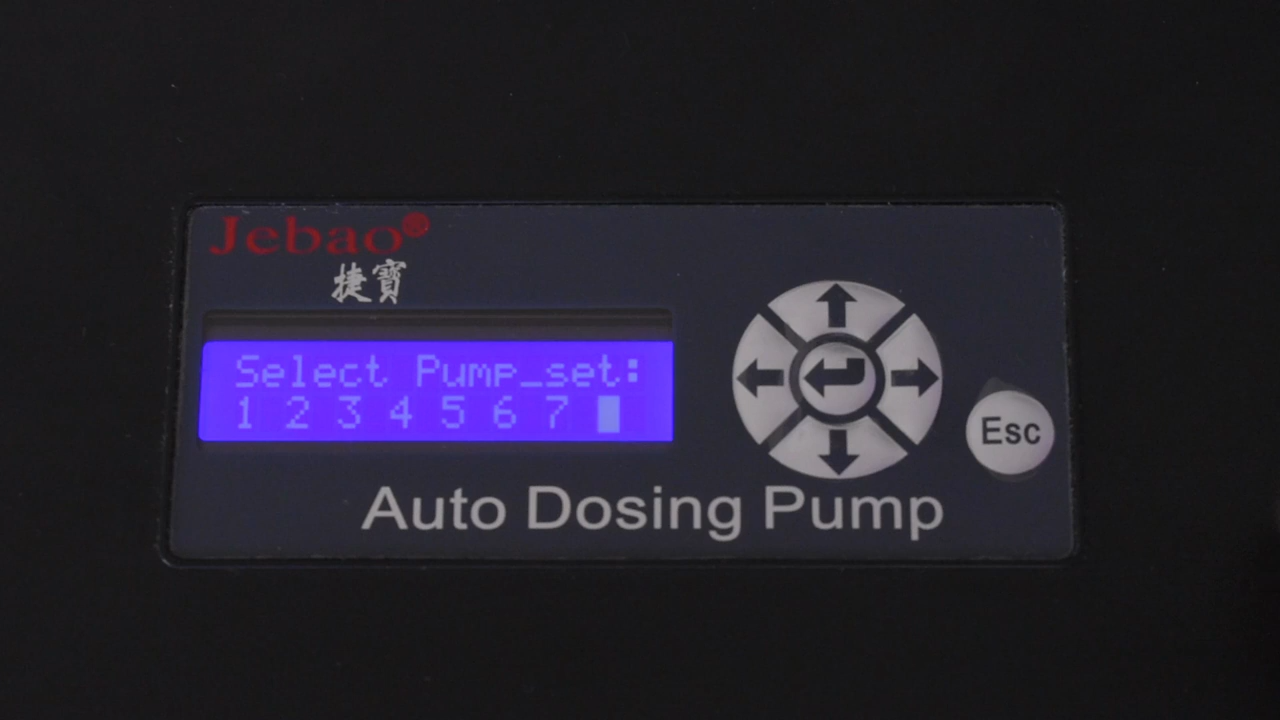 Jebao®
捷寶
Select Pump_set:
1 2 3 4 5 6 7
Esc
Auto Dosing Pump